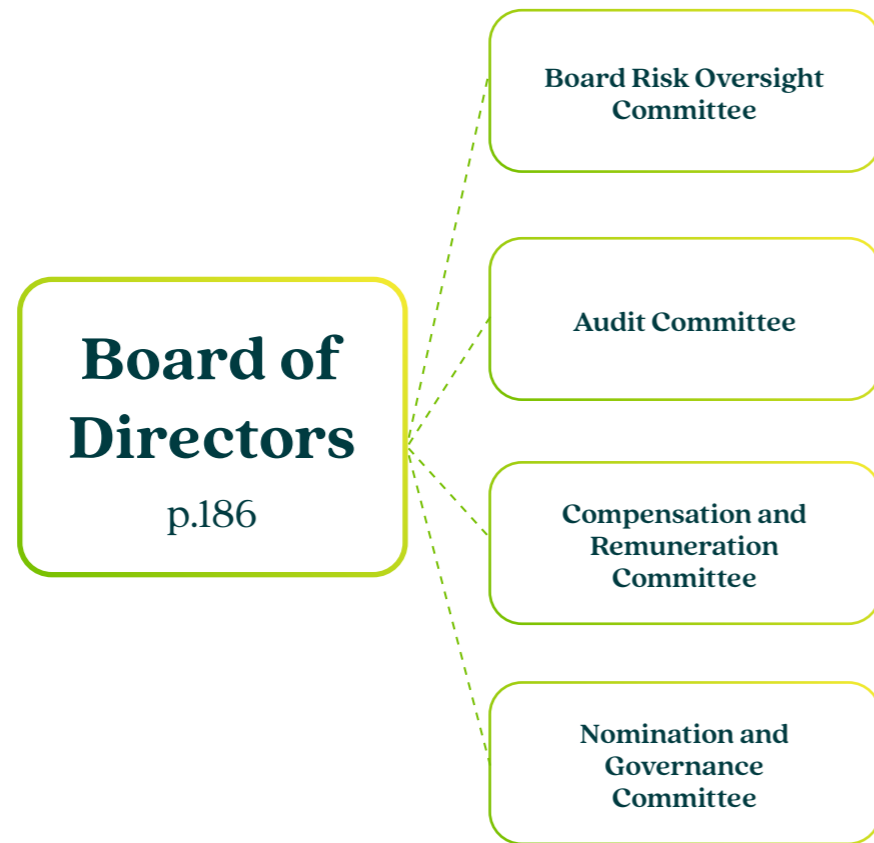 Board of
Directors
p.186
Board Risk Oversight
Committee
Audit Committee
Compensation and
Remuneration
Committee
Nomination and
Governance
Committee